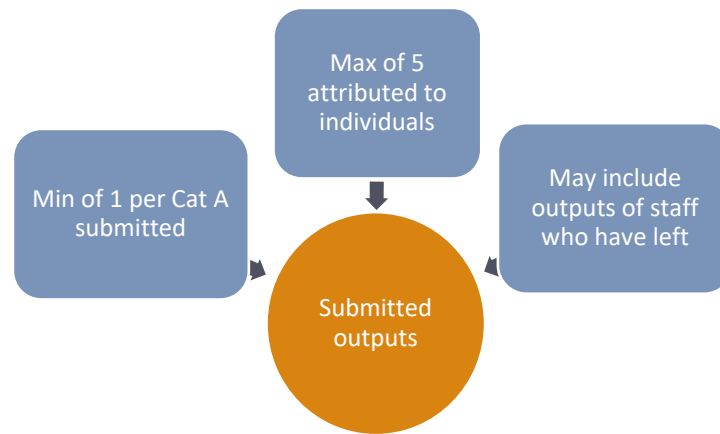 Max of 5
attributed to
individuals
Min of 1 per Cat A
submitted
May include
outputs of staff
who have left
Submitted
outputs